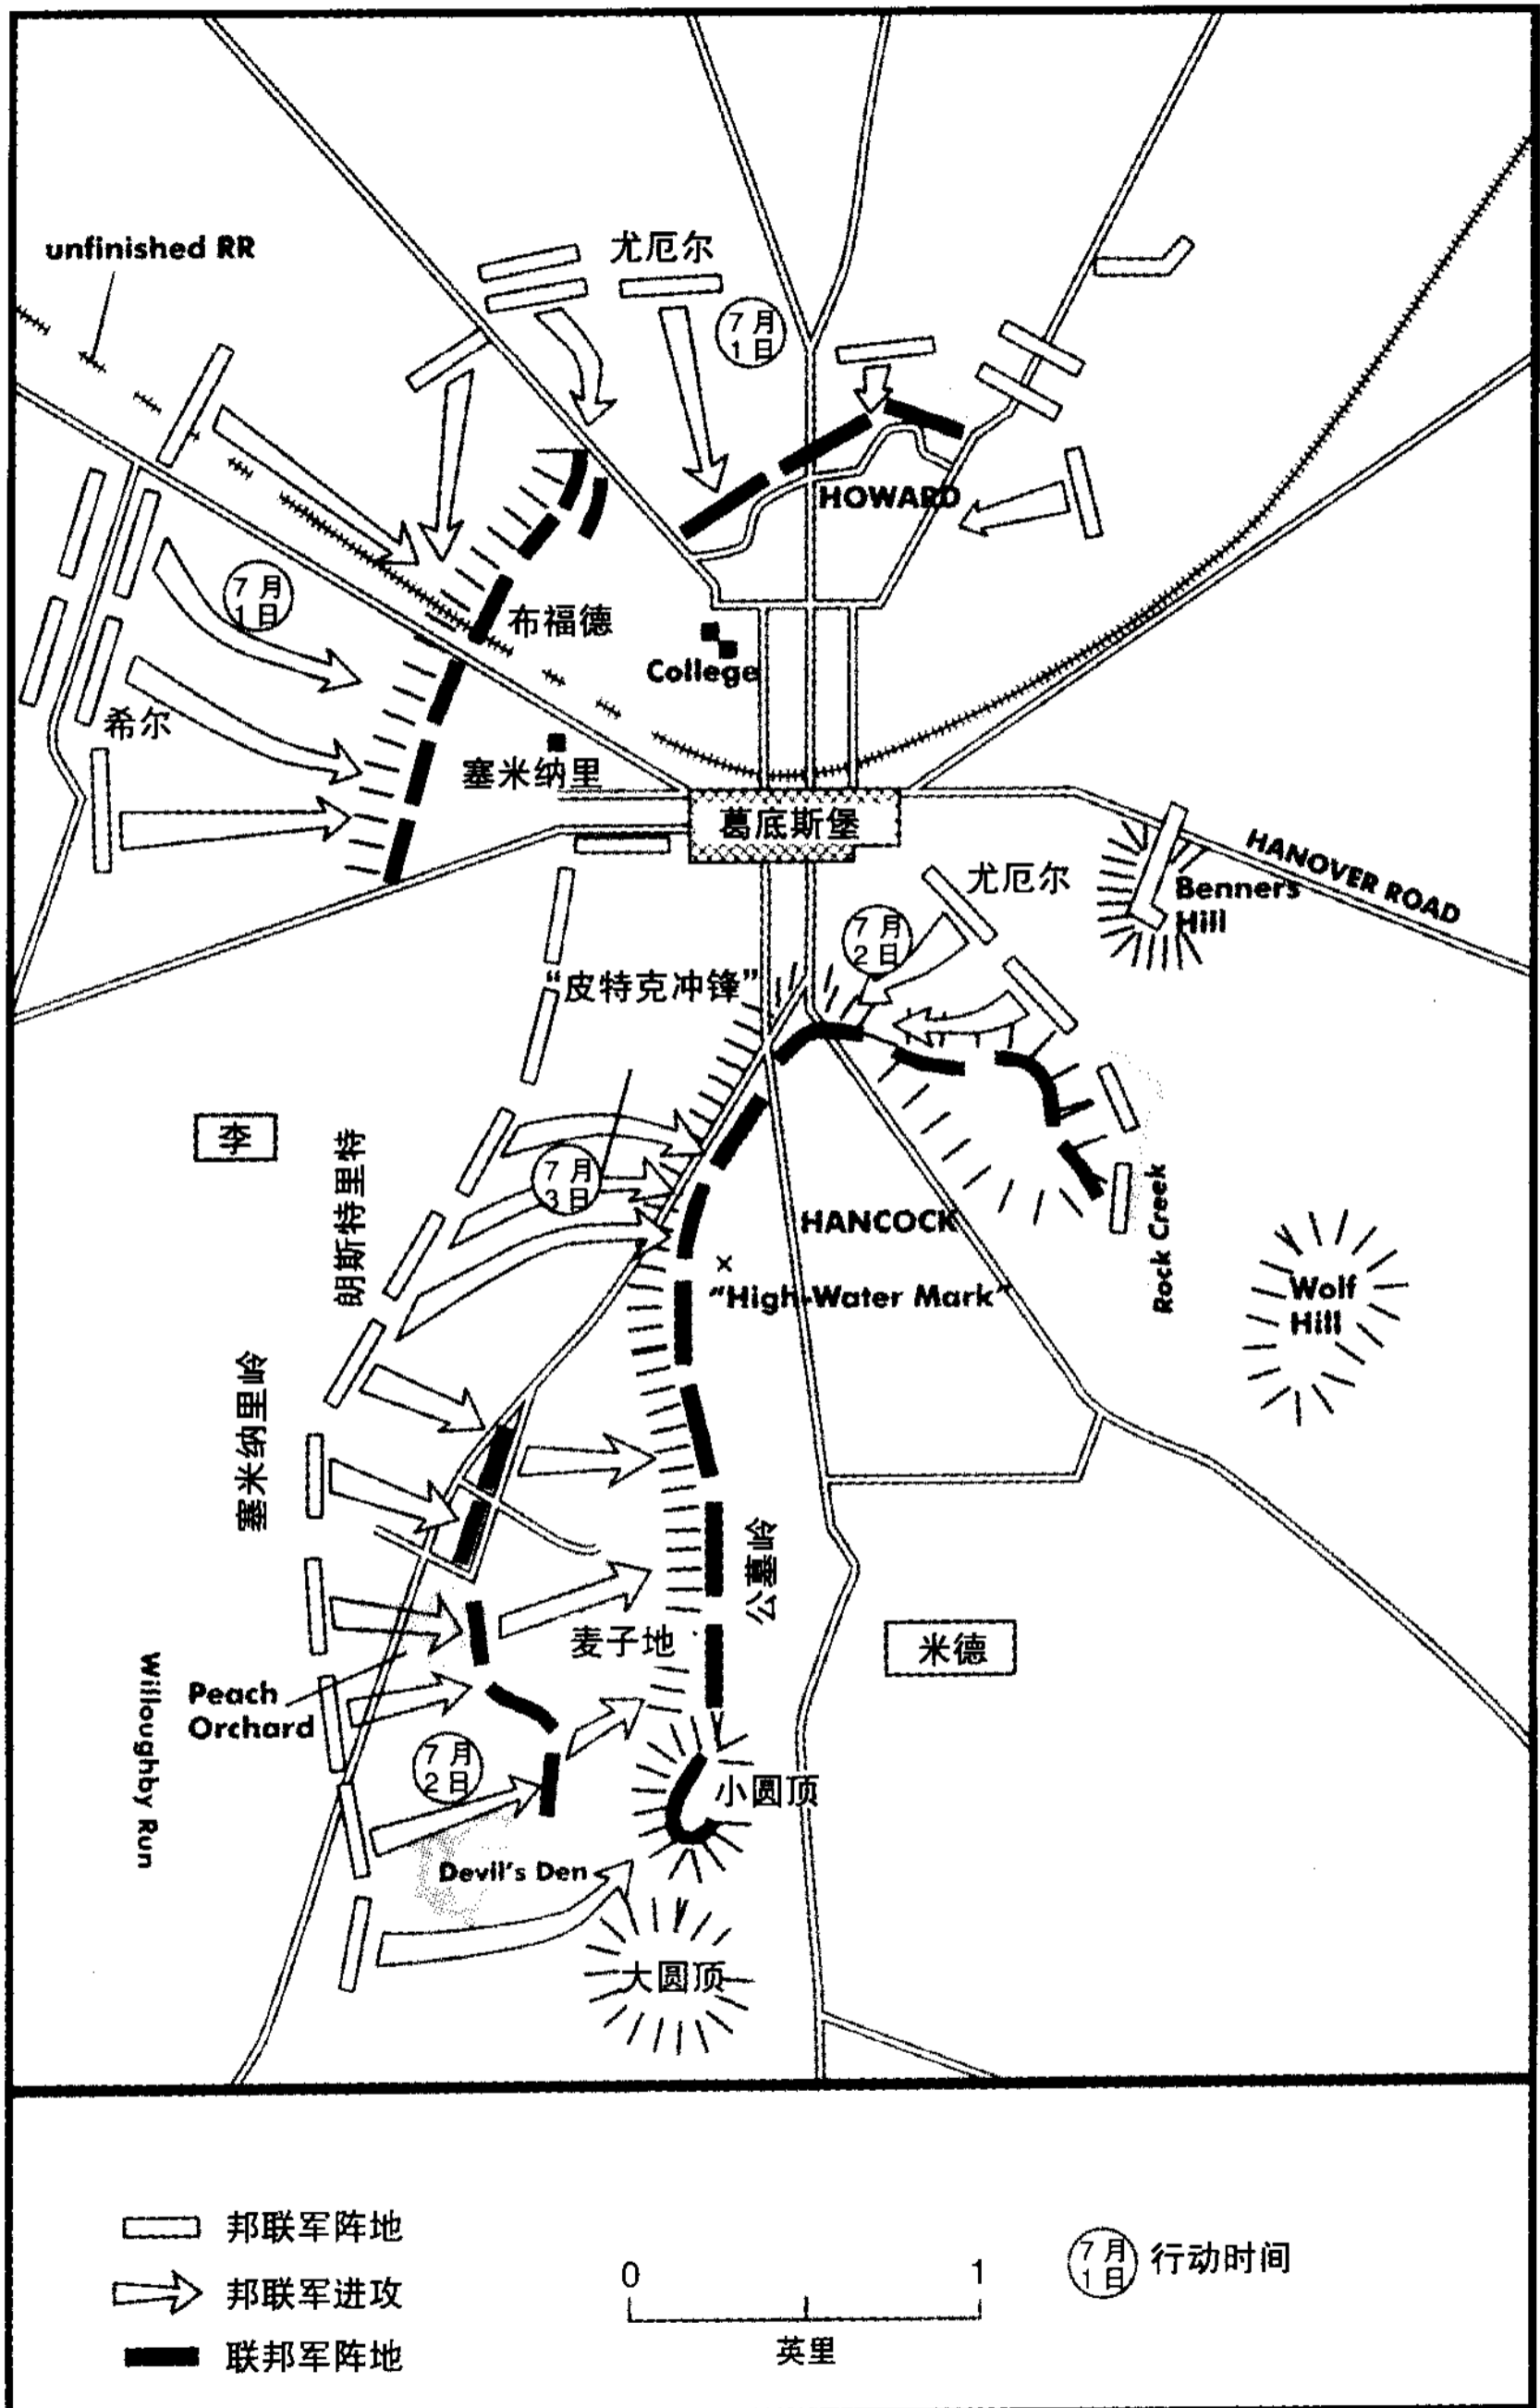 unfinished RR
尤厄尔
7月
1日
HOWARD
7月
1日
布福德
College
希尔
塞米纳里
葛底斯堡
HANOVER ROAD
尤厄尔
Benners
Hill
7月
2日
“皮特克冲锋”
李
朗斯特里特
7月
3日
HANCOCK
Rock Creek
"High-Water Mark"
Wolf
Hill
塞米纳里岭
公墓岭
麦子地
米德
Willoughby Run
Peach
Orchard
7月
2日
小圆顶
Devil's Den
大圆顶
邦联军阵地
邦联军进攻
联邦军阵地
0 1
英里
7月
1日
行动时间